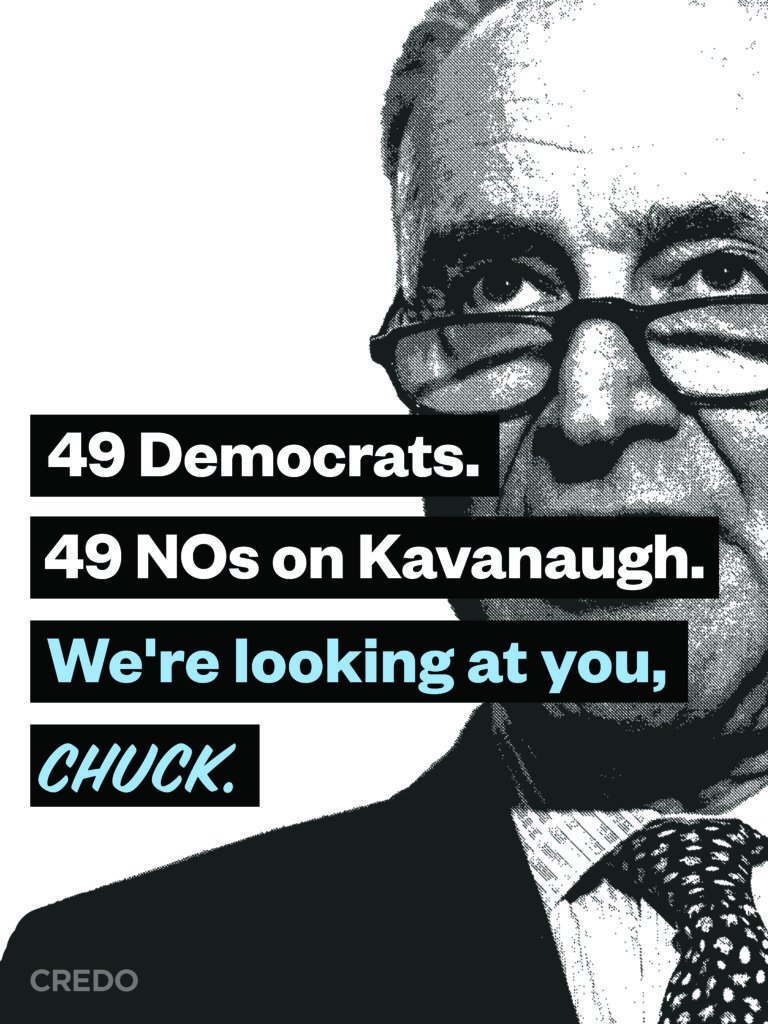 49 Democrats.
49 NOs on Kavanaugh.
We're looking at you,
CHUCK.
CREDO